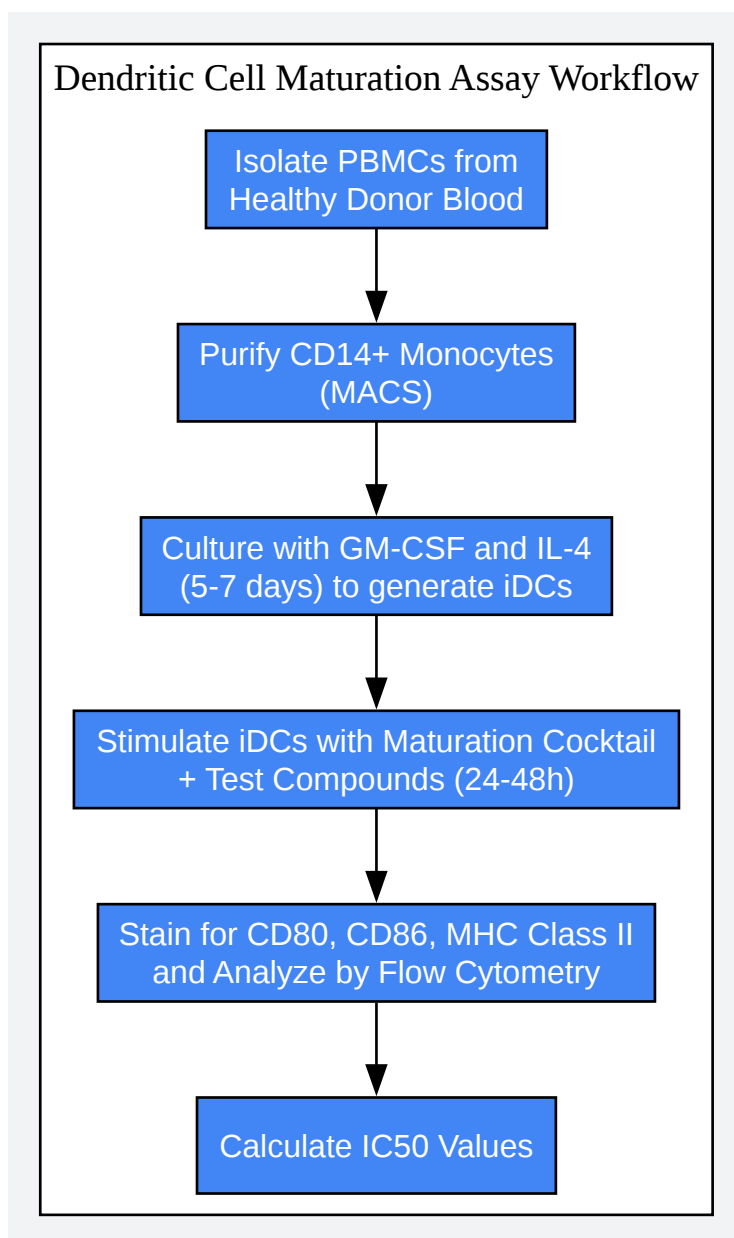 Dendritic Cell Maturation Assay Workflow
Isolate PBMCs from
Healthy Donor Blood
Purify CD14+ Monocytes
(MACS)
Culture with GM-CSF and IL-4
(5-7 days) to generate iDCs
Stimulate iDCs with Maturation Cocktail
+ Test Compounds (24-48h)
Stain for CD80, CD86, MHC Class II
and Analyze by Flow Cytometry
Calculate IC50 Values